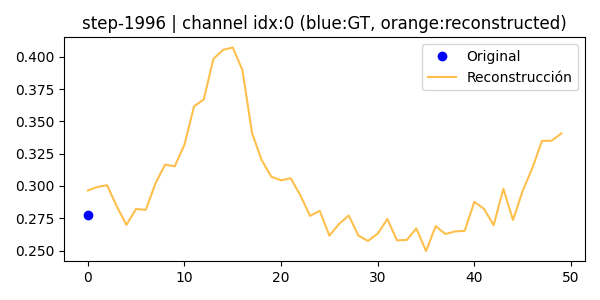 step-1996 | channel idx:0 (blue:GT, orange:reconstructed)
Original
Reconstrucción
0.400
0.375
0.350
0.325
0.300
0.275
0.250
0 10 20 30 40 50